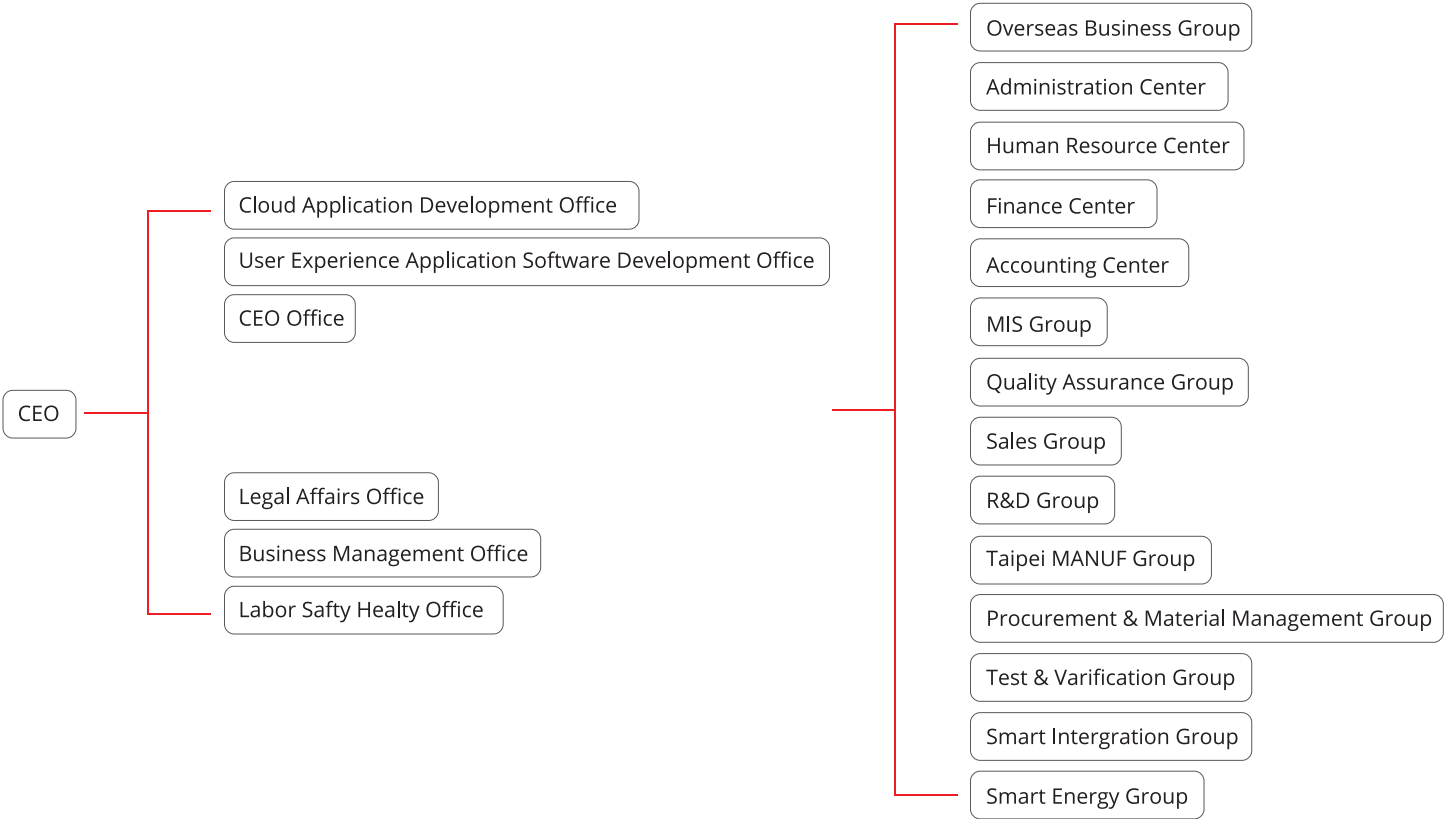 CEO
Cloud Application Development Office
User Experience Application Software Development Office
CEO Office
Legal Affairs Office
Business Management Office
Labor Safty Healty Office
Overseas Business Group
Administration Center
Human Resource Center
Finance Center
Accounting Center
MIS Group
Quality Assurance Group
Sales Group
R&D Group
Taipei MANUF Group
Procurement & Material Management Group
Test & Varification Group
Smart Intergration Group
Smart Energy Group